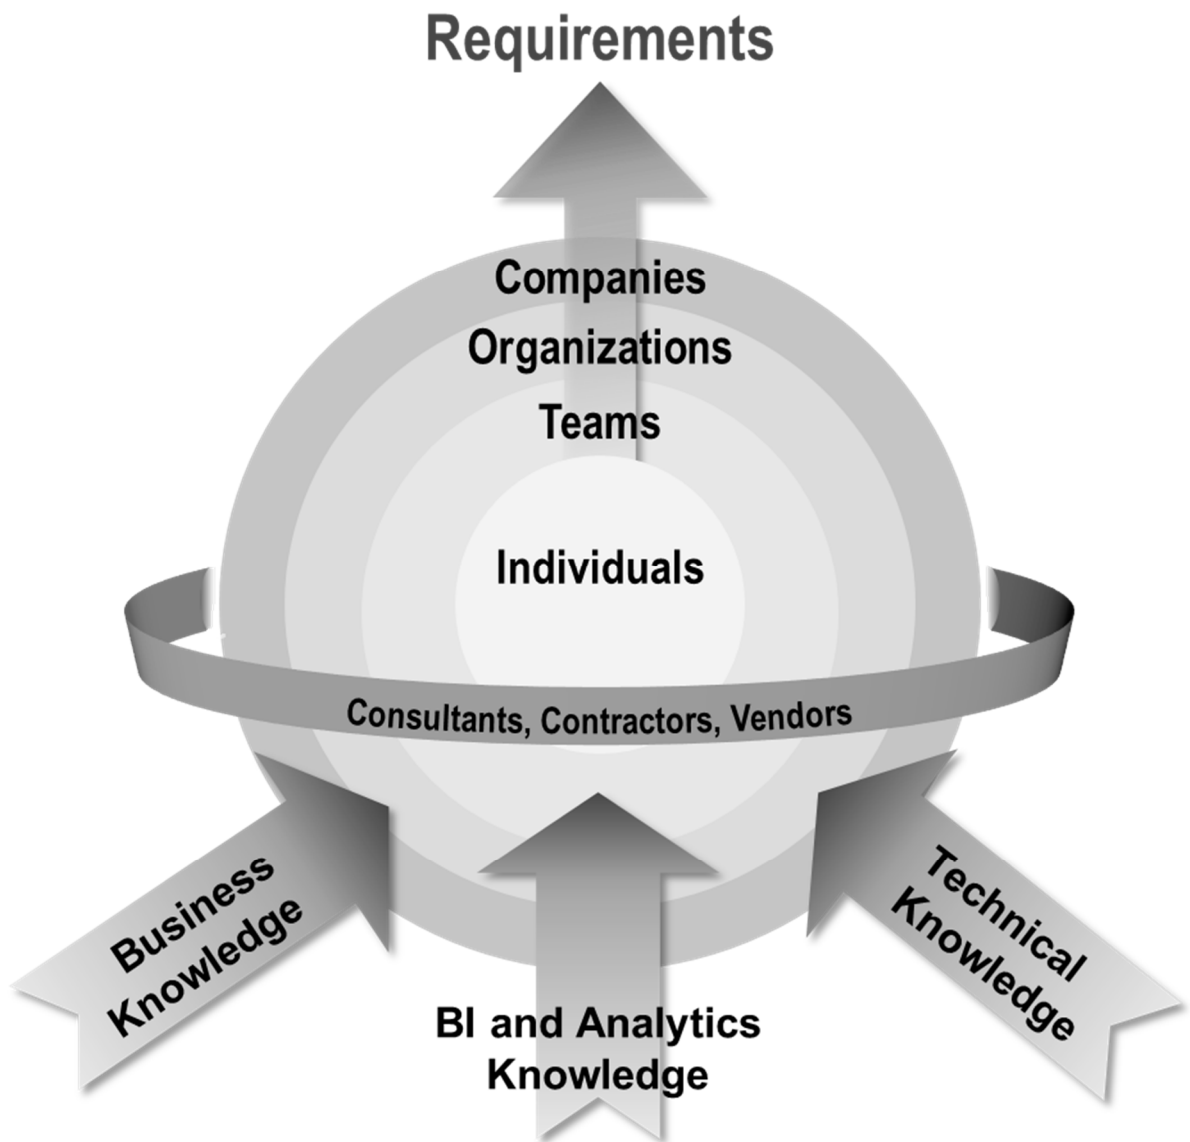 Requirements
Companies
Organizations
Teams
Individuals
Consultants, Contractors, Vendors
Business
Knowledge
BI and Analytics
Knowledge
Technical
Knowledge